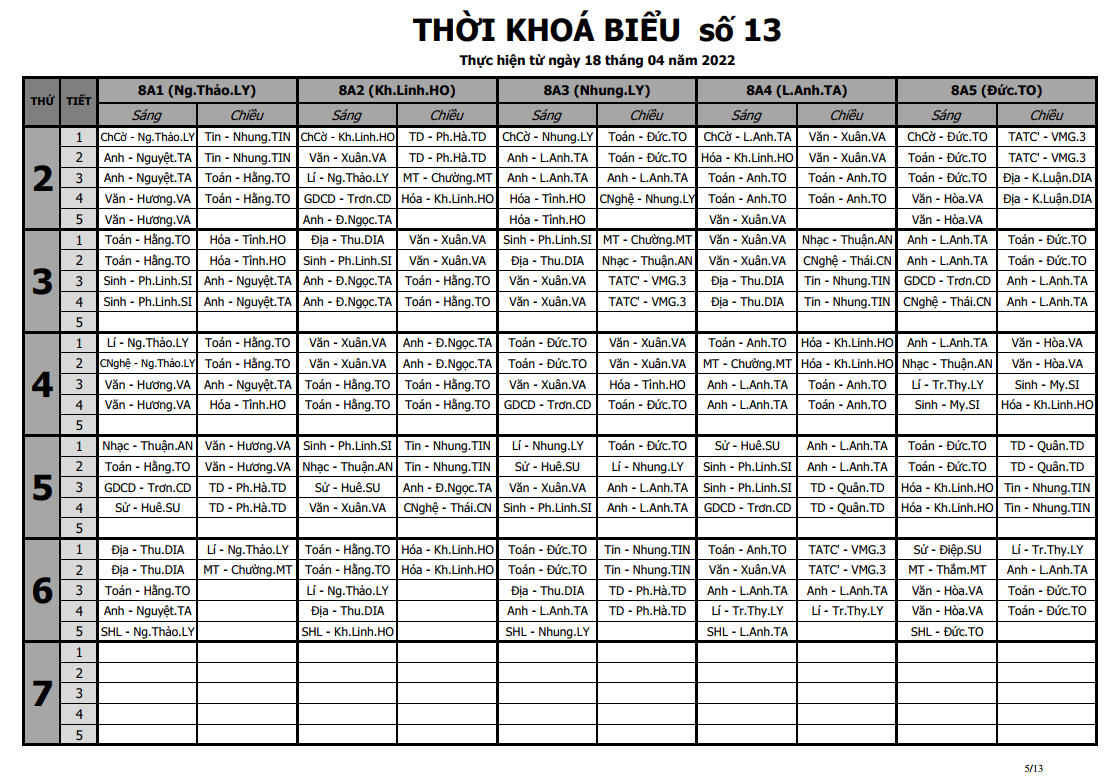 THỜI KHOÁ BIỂU số 13
Thực hiện từ ngày 18 tháng 04 năm 2022
THỨ TIẾT 8A1 (Ng.Thảo.LY) 8A2 (Kh.Linh.HO) 8A3 (Nhung.LY) 8A4 (L.Anh.TA) 8A5 (Đức.TO)
Sáng Chiều Sáng Chiều Sáng Chiều Sáng Chiều Sáng Chiều
2
1 ChCờ - Ng.Thảo.LY Tin - Nhung.TIN ChCờ - Kh.Linh.HO TD - Ph.Hà.TD ChCờ - Nhung.LY Toán - Đức.TO ChCờ - L.Anh.TA Văn - Xuân.VA ChCờ - Đức.TO TATC' - VMG.3
2 Anh - Nguyệt.TA Tin - Nhung.TIN Văn - Xuân.VA TD - Ph.Hà.TD Anh - L.Anh.TA Toán - Đức.TO Hóa - Kh.Linh.HO Văn - Xuân.VA Toán - Đức.TO TATC' - VMG.3
3 Anh - Nguyệt.TA Toán - Hằng.TO Lí - Ng.Thảo.LY MT - Chường.MT Anh - L.Anh.TA Anh - L.Anh.TA Toán - Anh.TO Toán - Anh.TO Toán - Đức.TO Địa - K.Luận.DIA
4 Văn - Hương.VA Toán - Hằng.TO GDCD - Trơn.CD Hóa - Kh.Linh.HO Hóa - Tình.HO CNghệ - Nhung.LY Toán - Anh.TO Toán - Anh.TO Văn - Hòa.VA Địa - K.Luận.DIA
5 Văn - Hương.VA Anh - Đ.Ngọc.TA Hóa - Tình.HO Văn - Xuân.VA Văn - Hòa.VA
3
1 Toán - Hằng.TO Hóa - Tình.HO Địa - Thu.DIA Văn - Xuân.VA Sinh - Ph.Linh.SI MT - Chường.MT Văn - Xuân.VA Nhạc - Thuận.AN Anh - L.Anh.TA Toán - Đức.TO
2 Toán - Hằng.TO Hóa - Tình.HO Sinh - Ph.Linh.SI Văn - Xuân.VA Địa - Thu.DIA Nhạc - Thuận.AN Văn - Xuân.VA CNghệ - Thái.CN Anh - L.Anh.TA Toán - Đức.TO
3 Sinh - Ph.Linh.SI Anh - Nguyệt.TA Anh - Đ.Ngọc.TA Toán - Hằng.TO Văn - Xuân.VA TATC' - VMG.3 Địa - Thu.DIA Tin - Nhung.TIN GDCD - Trơn.CD Anh - L.Anh.TA
4 Sinh - Ph.Linh.SI Anh - Nguyệt.TA Anh - Đ.Ngọc.TA Toán - Hằng.TO Văn - Xuân.VA TATC' - VMG.3 Địa - Thu.DIA Tin - Nhung.TIN CNghệ - Thái.CN Anh - L.Anh.TA
5
4
1 Lí - Ng.Thảo.LY Toán - Hằng.TO Văn - Xuân.VA Anh - Đ.Ngọc.TA Toán - Đức.TO Văn - Xuân.VA Toán - Anh.TO Hóa - Kh.Linh.HO Anh - L.Anh.TA Văn - Hòa.VA
2 CNghệ - Ng.Thảo.LY Toán - Hằng.TO Văn - Xuân.VA Anh - Đ.Ngọc.TA Toán - Đức.TO Văn - Xuân.VA MT - Chường.MT Hóa - Kh.Linh.HO Nhạc - Thuận.AN Văn - Hòa.VA
3 Văn - Hương.VA Anh - Nguyệt.TA Toán - Hằng.TO Toán - Hằng.TO Văn - Xuân.VA Hóa - Tình.HO Anh - L.Anh.TA Toán - Anh.TO Lí - Tr.Thy.LY Sinh - My.SI
4 Văn - Hương.VA Hóa - Tình.HO Toán - Hằng.TO Toán - Hằng.TO GDCD - Trơn.CD Toán - Đức.TO Anh - L.Anh.TA Toán - Anh.TO Sinh - My.SI Hóa - Kh.Linh.HO
5
5
1 Nhạc - Thuận.AN Văn - Hương.VA Sinh - Ph.Linh.SI Tin - Nhung.TIN Lí - Nhung.LY Toán - Đức.TO Sử - Huê.SU Anh - L.Anh.TA Toán - Đức.TO TD - Quân.TD
2 Toán - Hằng.TO Văn - Hương.VA Nhạc - Thuận.AN Tin - Nhung.TIN Sử - Huê.SU Lí - Nhung.LY Sinh - Ph.Linh.SI Anh - L.Anh.TA Toán - Đức.TO TD - Quân.TD
3 GDCD - Trơn.CD TD - Ph.Hà.TD Sử - Huê.SU Anh - Đ.Ngọc.TA Văn - Xuân.VA Anh - L.Anh.TA Sinh - Ph.Linh.SI TD - Quân.TD Hóa - Kh.Linh.HO Tin - Nhung.TIN
4 Sử - Huê.SU TD - Ph.Hà.TD Văn - Xuân.VA CNghệ - Thái.CN Sinh - Ph.Linh.SI Anh - L.Anh.TA GDCD - Trơn.CD TD - Quân.TD Hóa - Kh.Linh.HO Tin - Nhung.TIN
5
6
1 Địa - Thu.DIA Lí - Ng.Thảo.LY Toán - Hằng.TO Hóa - Kh.Linh.HO Toán - Đức.TO Tin - Nhung.TIN Toán - Anh.TO TATC' - VMG.3 Sử - Điệp.SU Lí - Tr.Thy.LY
2 Địa - Thu.DIA MT - Chường.MT Toán - Hằng.TO Hóa - Kh.Linh.HO Toán - Đức.TO Tin - Nhung.TIN Văn - Xuân.VA TATC' - VMG.3 MT - Thắm.MT Anh - L.Anh.TA
3 Toán - Hằng.TO Lí - Ng.Thảo.LY Địa - Thu.DIA TD - Ph.Hà.TD Anh - L.Anh.TA Anh - L.Anh.TA Văn - Hòa.VA Toán - Đức.TO
4 Anh - Nguyệt.TA Địa - Thu.DIA Anh - L.Anh.TA TD - Ph.Hà.TD Lí - Tr.Thy.LY Lí - Tr.Thy.LY Văn - Hòa.VA Toán - Đức.TO
5 SHL - Ng.Thảo.LY SHL - Kh.Linh.HO SHL - Nhung.LY SHL - L.Anh.TA SHL - Đức.TO
7
1
2
3
4
5
5/13